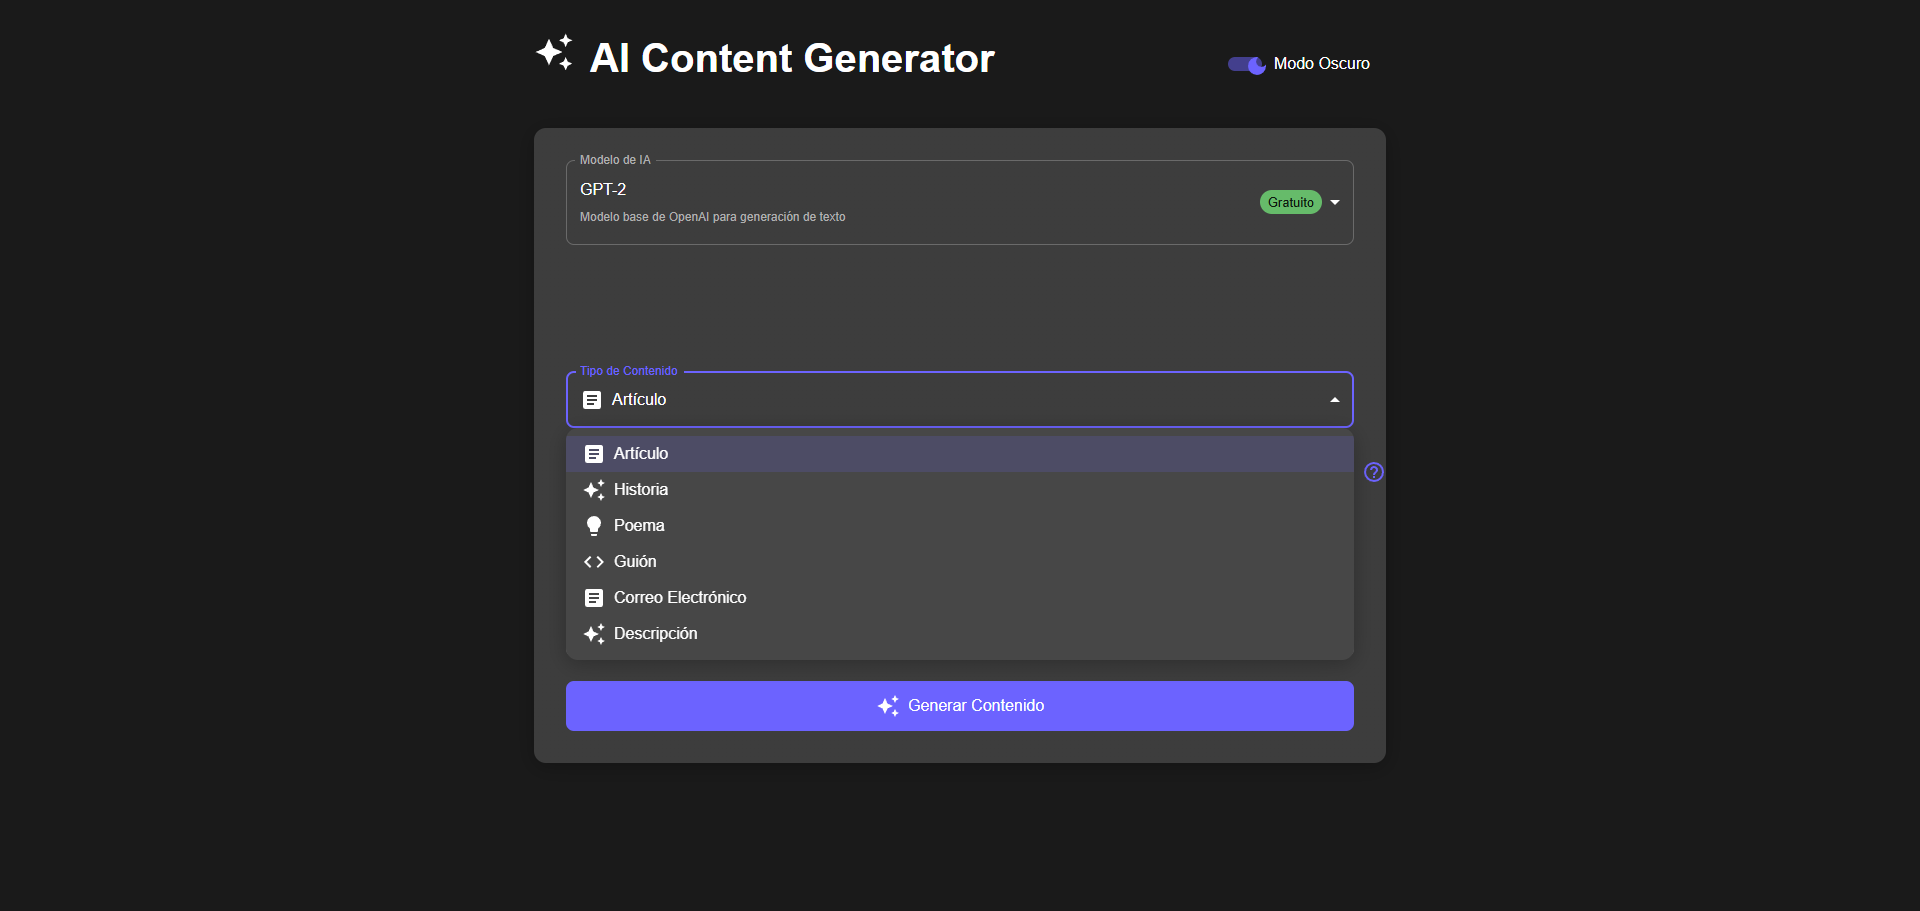 AI Content Generator
Modo Oscuro
Modelo de IA
GPT-2
Modelo base de OpenAI para generación de texto
Gratuito
Tipo de Contenido
Artículo
Artículo
Historia
Poema
Guión
Correo Electrónico
Descripción
Generar Contenido